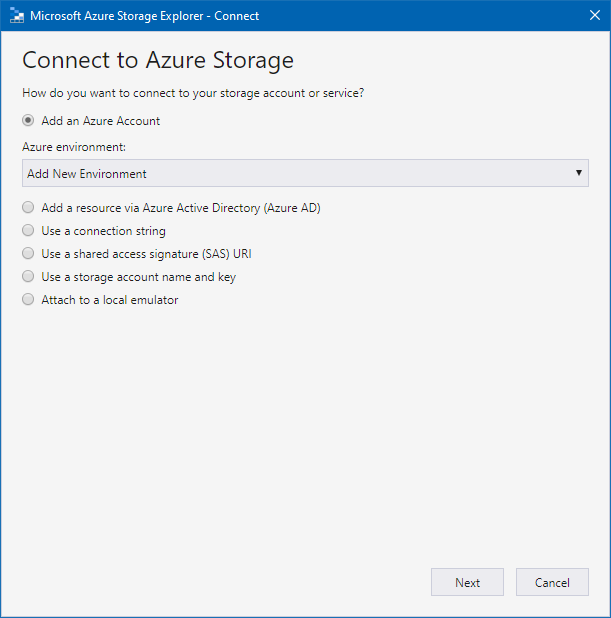 Microsoft Azure Storage Explorer - Connect
Connect to Azure Storage
How do you want to connect to your storage account or service?
Add an Azure Account
Azure environment:
Add New Environment
Add a resource via Azure Active Directory (Azure AD)
Use a connection string
Use a shared access signature (SAS) URI
Use a storage account name and key
Attach to a local emulator
Next
Cancel